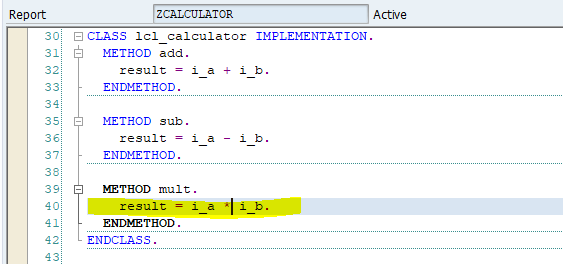 Report ZCALCULATOR Active
30 CLASS lcl_calculator IMPLEMENTATION.
31 METHOD add.
32 result = i_a + i_b.
33 ENDMETHOD.
34
35 METHOD sub.
36 result = i_a - i_b.
37 ENDMETHOD.
38
39 METHOD mult.
40 result = i_a * i_b.
41 ENDMETHOD.
42 ENDCLASS.
43